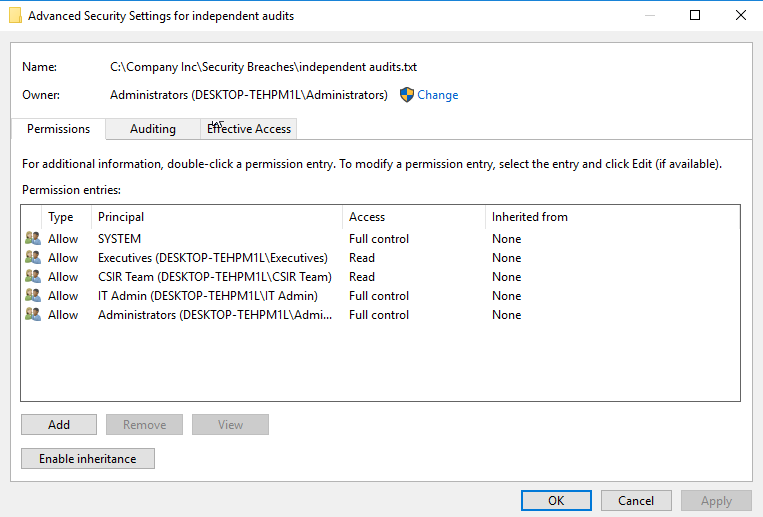 Advanced Security Settings for independent audits
Name: C:\Company Inc\Security Breaches\independent audits.txt
Owner: Administrators (DESKTOP-TEHPM1L\Administrators) Change
Permissions Auditing Effective Access
For additional information, double-click a permission entry. To modify a permission entry, select the entry and click Edit (if available).
Permission entries:
Type Principal Access Inherited from
Allow SYSTEM Full control None
Allow Executives (DESKTOP-TEHPM1L\Executives) Read None
Allow CSIR Team (DESKTOP-TEHPM1L\CSIR Team) Read None
Allow IT Admin (DESKTOP-TEHPM1L\IT Admin) Full control None
Allow Administrators (DESKTOP-TEHPM1L\Admi... Full control None
Add Remove View
Enable inheritance
OK Cancel Apply